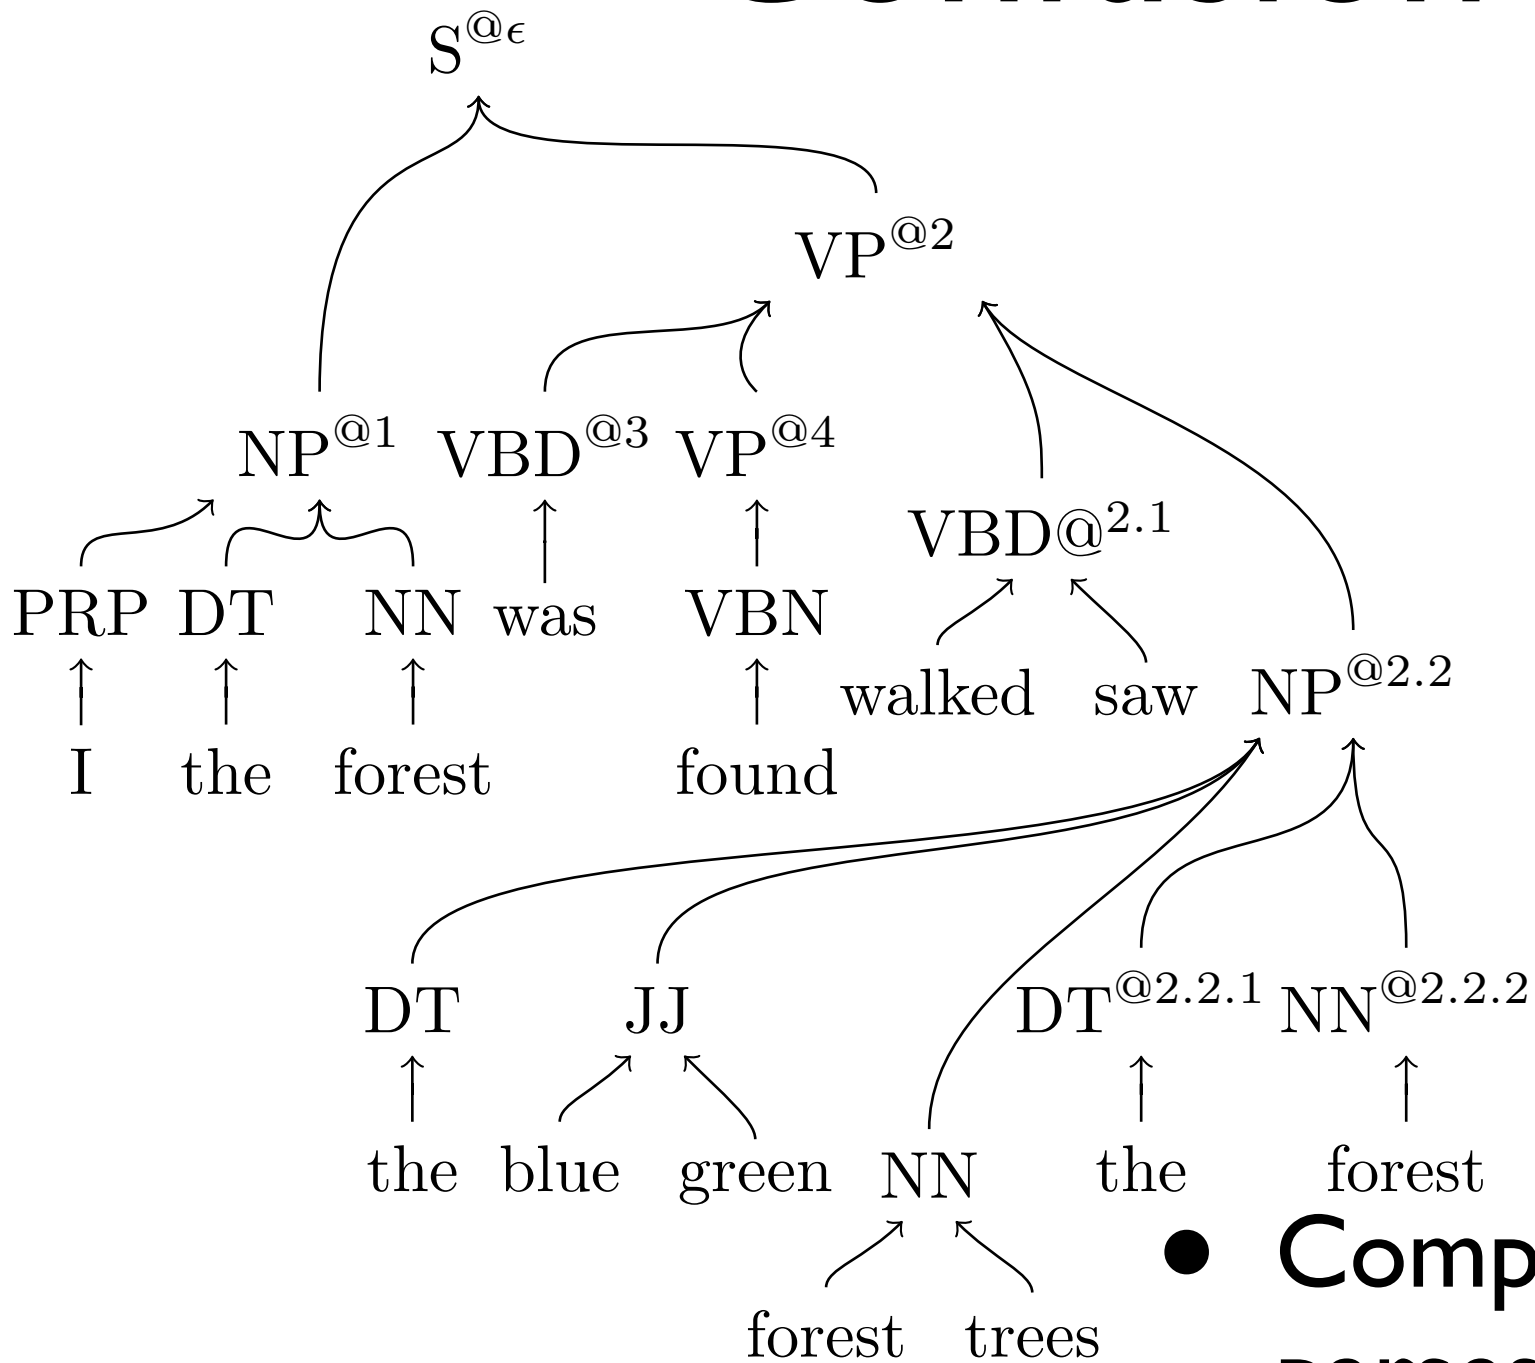 S@ϵ
VP@2
NP@1 VBD@3 VP@4
VBD@2.1
PRP DT NN was VBN
walked saw NP@2.2
I the forest found
DT JJ DT@2.2.1 NN@2.2.2
the blue green NN the forest
• Comp
forest trees